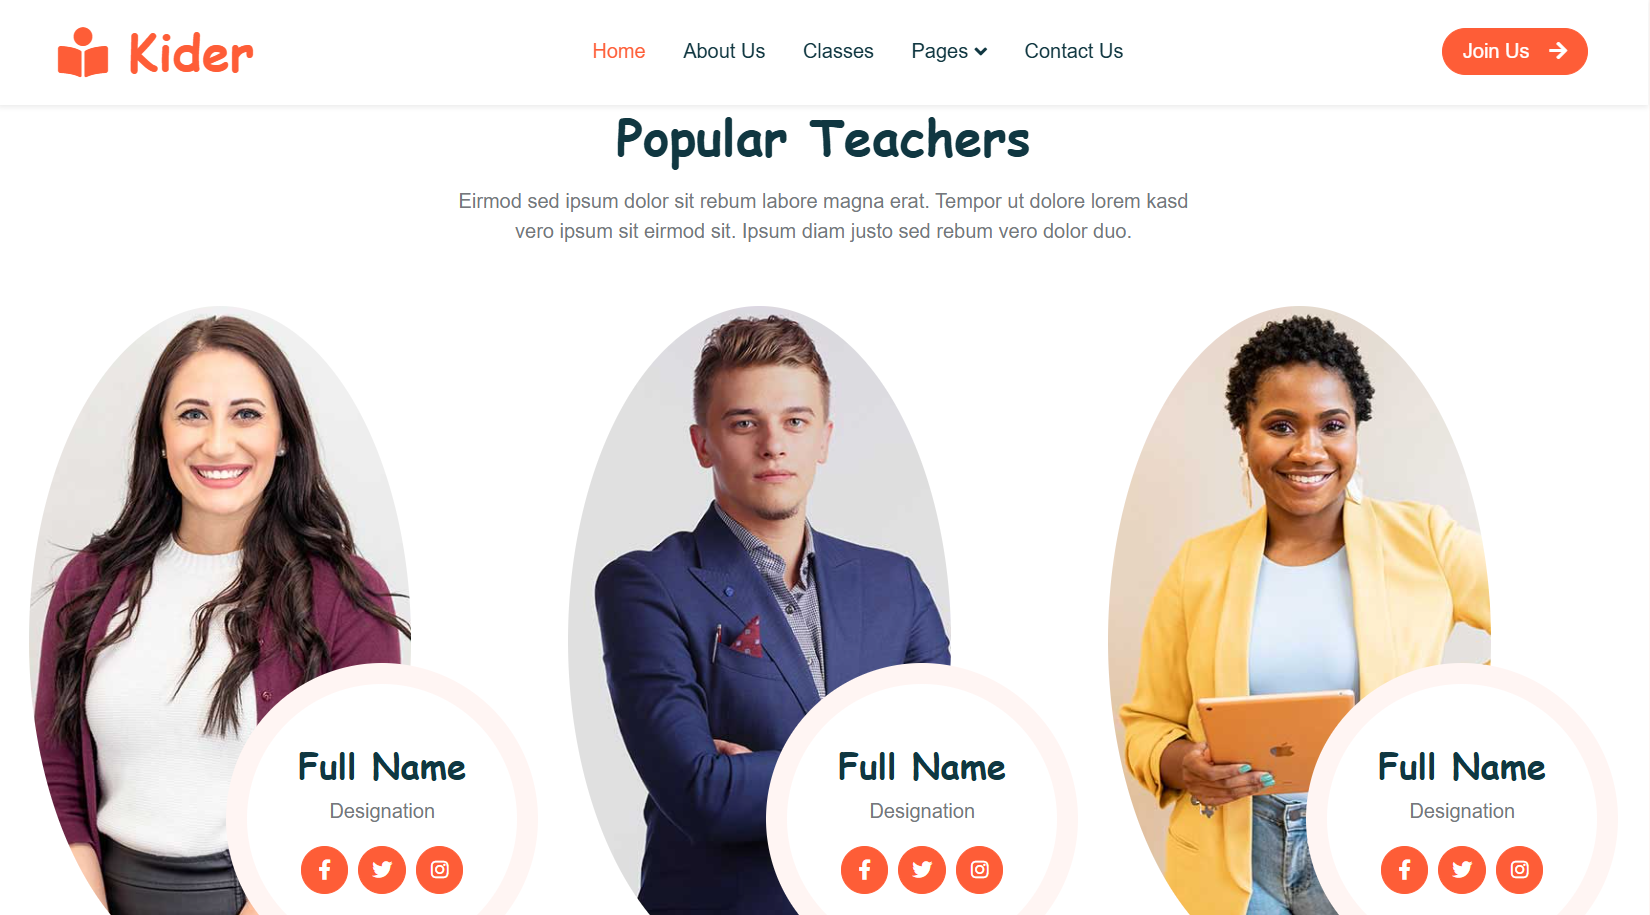 Kider
Home About Us Classes Pages Contact Us
Join Us
Popular Teachers
Eirmod sed ipsum dolor sit rebum labore magna erat. Tempor ut dolore lorem kasd
vero ipsum sit eirmod sit. Ipsum diam justo sed rebum vero dolor duo.
Full Name
Designation
Full Name
Designation
Full Name
Designation